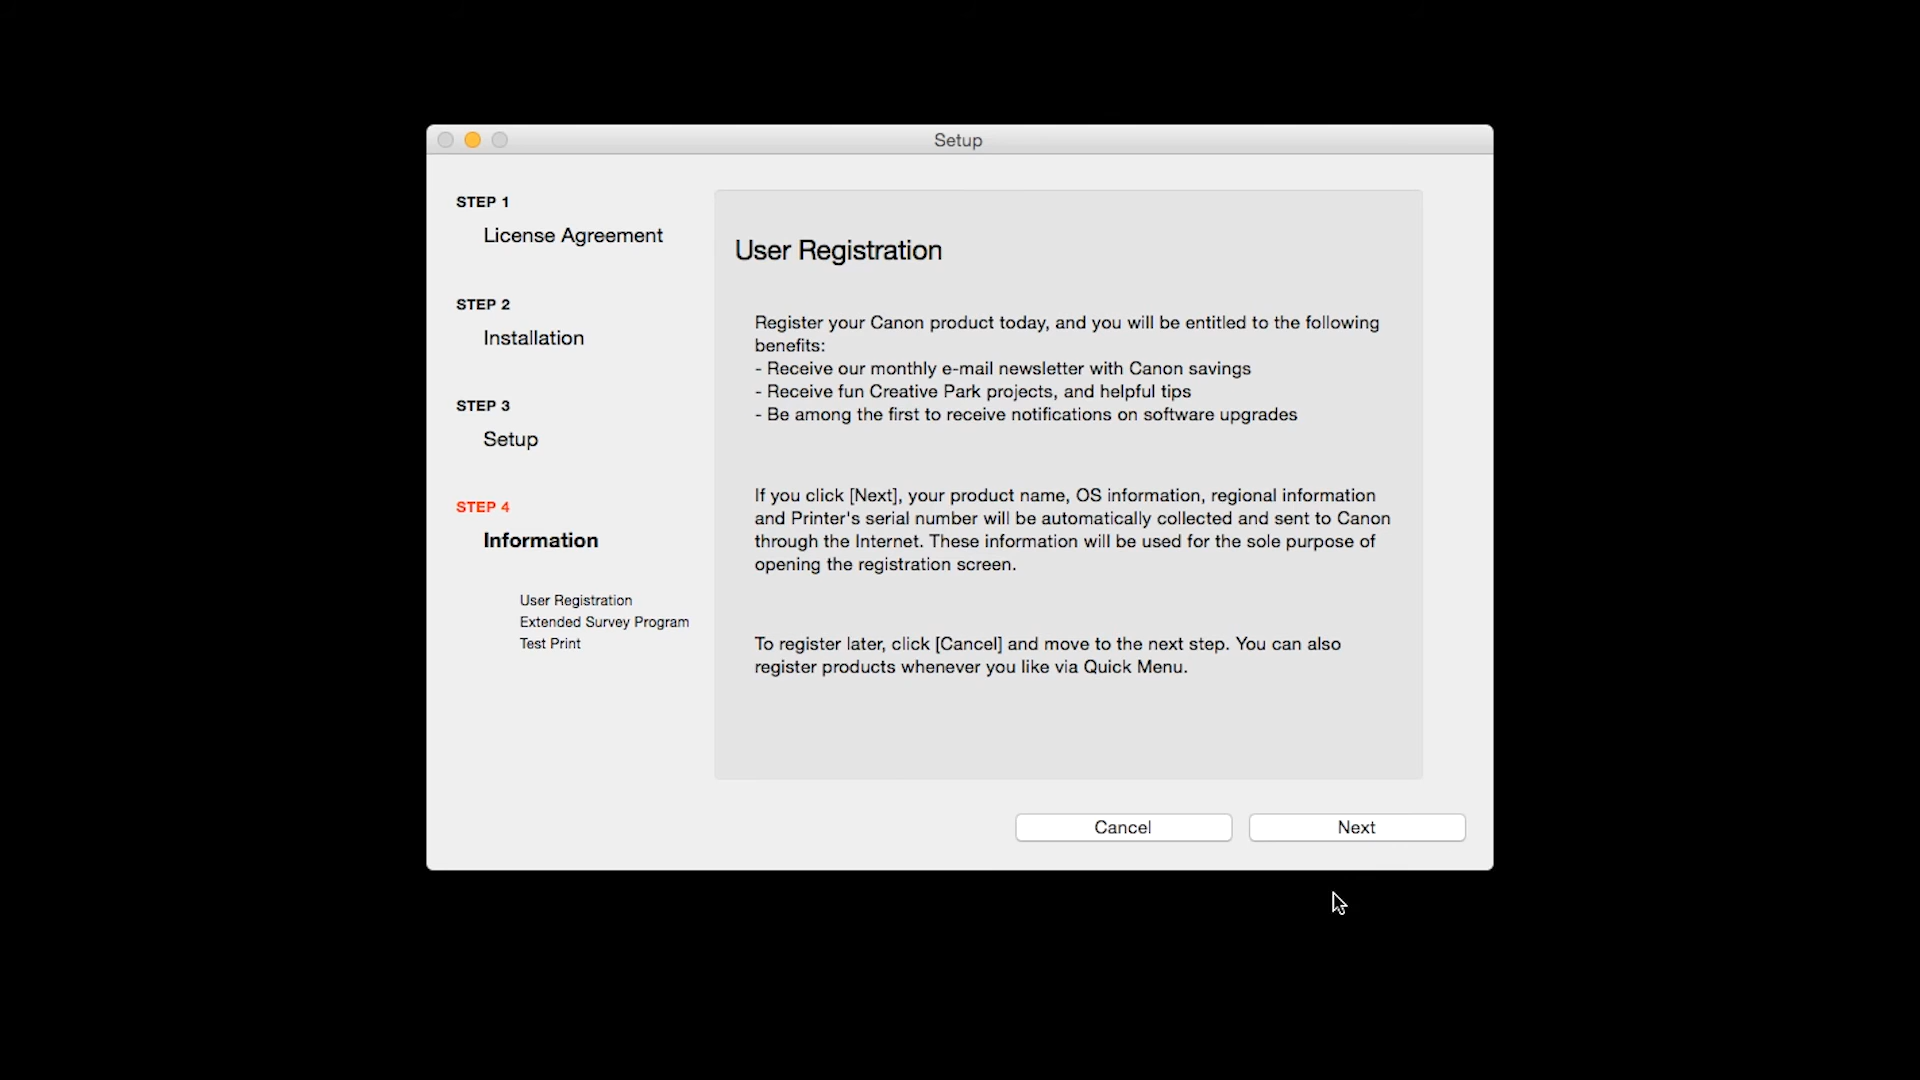 Setup
STEP 1
License Agreement
STEP 2
Installation
STEP 3
Setup
STEP 4
Information
User Registration
Extended Survey Program
Test Print
User Registration
Register your Canon product today, and you will be entitled to the following
benefits:
- Receive our monthly e-mail newsletter with Canon savings
- Receive fun Creative Park projects, and helpful tips
- Be among the first to receive notifications on software upgrades
If you click [Next], your product name, OS information, regional information
and Printer's serial number will be automatically collected and sent to Canon
through the Internet. These information will be used for the sole purpose of
opening the registration screen.
To register later, click [Cancel] and move to the next step. You can also
register products whenever you like via Quick Menu.
Cancel
Next